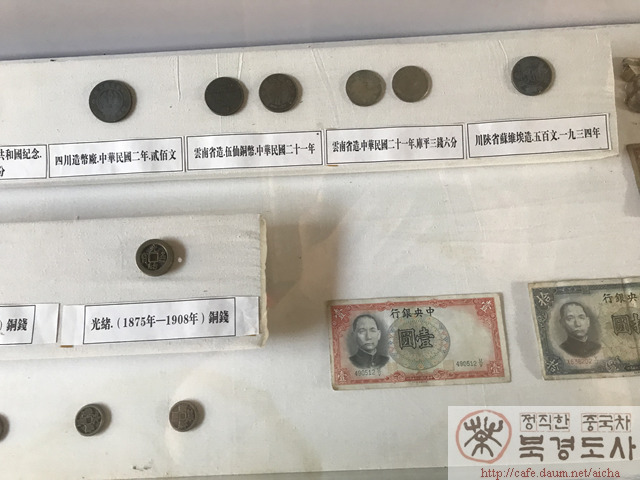 共和國紀念.
分
四川造幣廠.中華民國二年.貳佰文
雲南省造.伍仙銅幣.中華民國二十一年
雲南省造.中華民國二十一年.庫平三錢六分
川陝省蘇維埃造.五百文.一九三四年
）銅錢
光緒.（1875年—1908年）銅錢
行銀央中
圓壹
490512
490512
行銀
정직한 중국차
북경도사
茶
http://cafe.daum.net/aicha